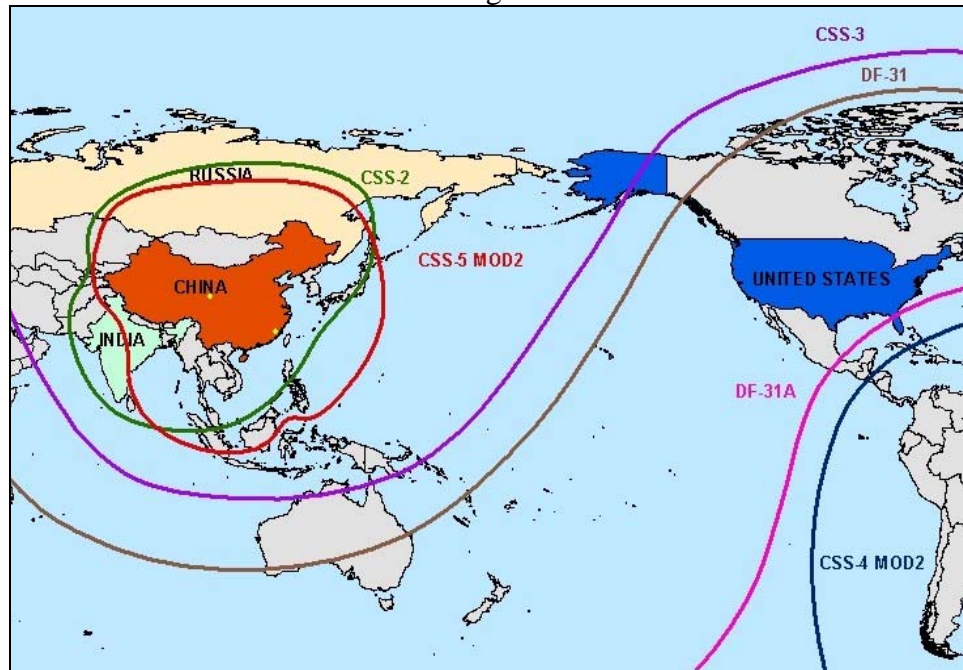 CSS-3
DF-31
RUSSIA
CSS-2
CSS-5 MOD2
CHINA
UNITED STATES
INDIA
DF-31A
CSS-4 MOD2